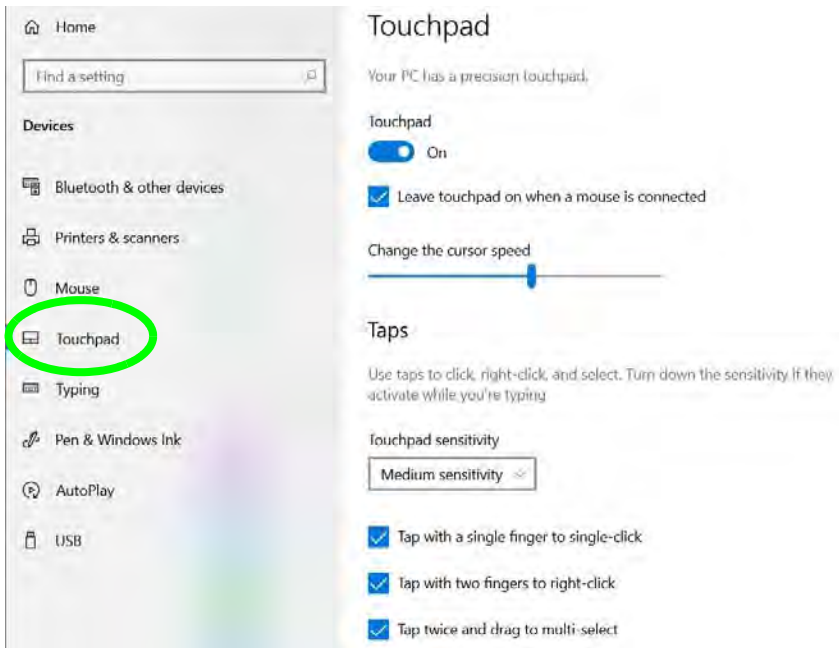 Home
Find a setting
Devices
Bluetooth & other devices
Printers & scanners
Mouse
Touchpad
Typing
Pen & Windows Ink
AutoPlay
USB
Touchpad
Your PC has a precision touchpad.
Touchpad
On
Leave touchpad on when a mouse is connected
Change the cursor speed
Taps
Use taps to click, right-click, and select. Turn down the sensitivity if they
activate while you're typing
Touchpad sensitivity
Medium sensitivity
Tap with a single finger to single-click
Tap with two fingers to right-click
Tap twice and drag to multi-select